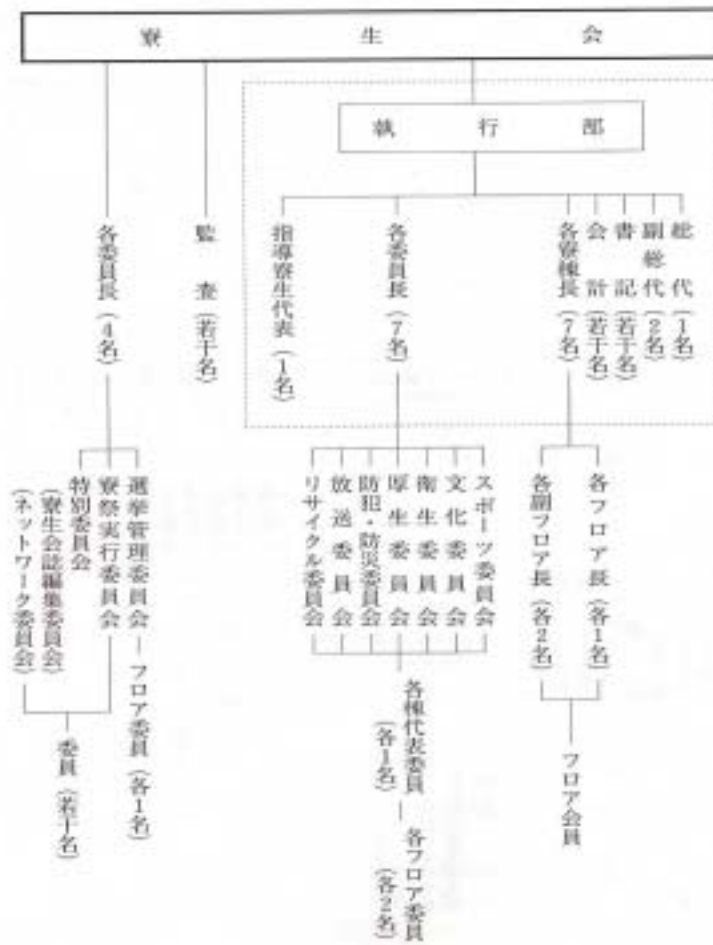 寮生会
執行部
総代(1名)
副総代(2名)
書記(若干名)
会計(若干名)
各寮棟長(7名)
各委員長(7名)
指導寮生代表(1名)
監査(若干名)
各委員長(4名)
各フロア長(各1名)
各副フロア長(各2名)
フロア会員
スポーツ委員会
文化委員会
衛生委員会
厚生委員会
防犯・防災委員会
放送委員会
リサイクル委員会
各棟代表委員(各1名)
各フロア委員(各2名)
選挙管理委員会
フロア委員(各1名)
寮祭実行委員会
特別委員会
(寮生会誌編集委員会)
(ネットワーク委員会)
委員(若干名)